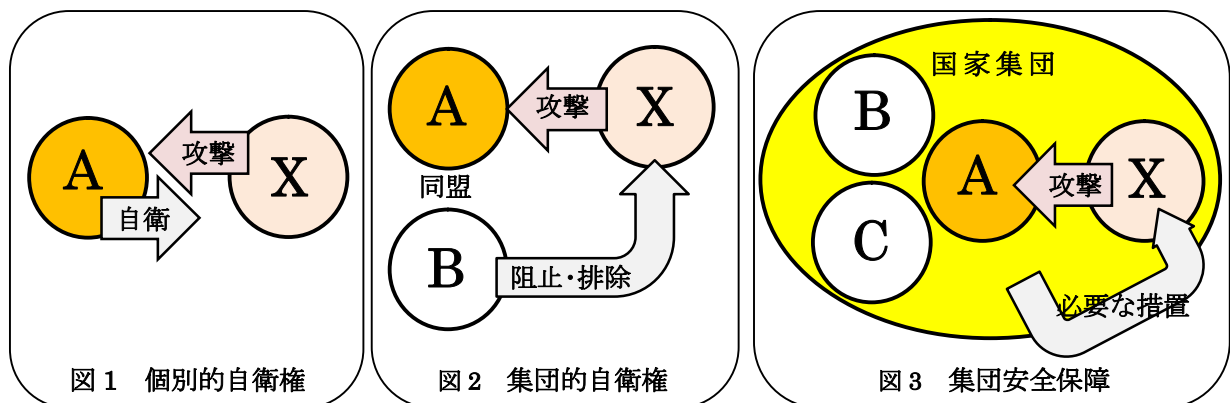 A
攻撃
X
自衛
図1 個別的自衛権
A
攻撃
X
同盟
B
阻止・排除
図2 集団的自衛権
国家集団
B
A
攻撃
X
C
必要な措置
図3 集団安全保障